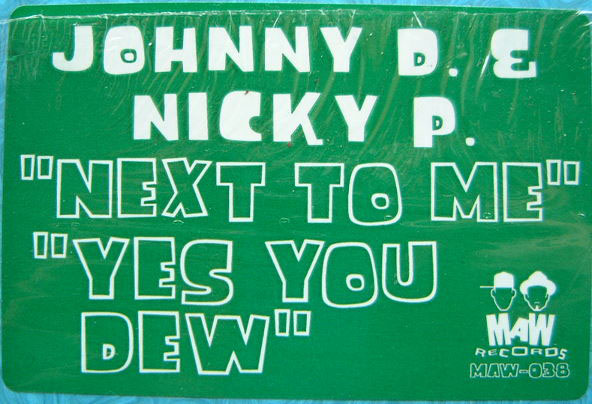 JOHNNY D. &
NICKY P.
"NEXT TO ME"
"YES YOU
DEW"
MAW
RECORDS
MAW-038